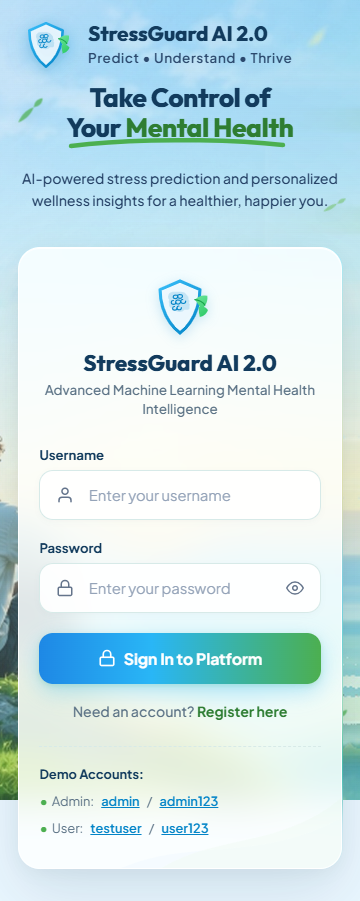 StressGuard AI 2.0
Predict • Understand • Thrive
Take Control of
Your Mental Health
AI-powered stress prediction and personalized
wellness insights for a healthier, happier you.
StressGuard AI 2.0
Advanced Machine Learning Mental Health
Intelligence
Username
Enter your username
Password
Enter your password
Sign In to Platform
Need an account? Register here
Demo Accounts:
• Admin: admin / admin123
• User: testuser / user123